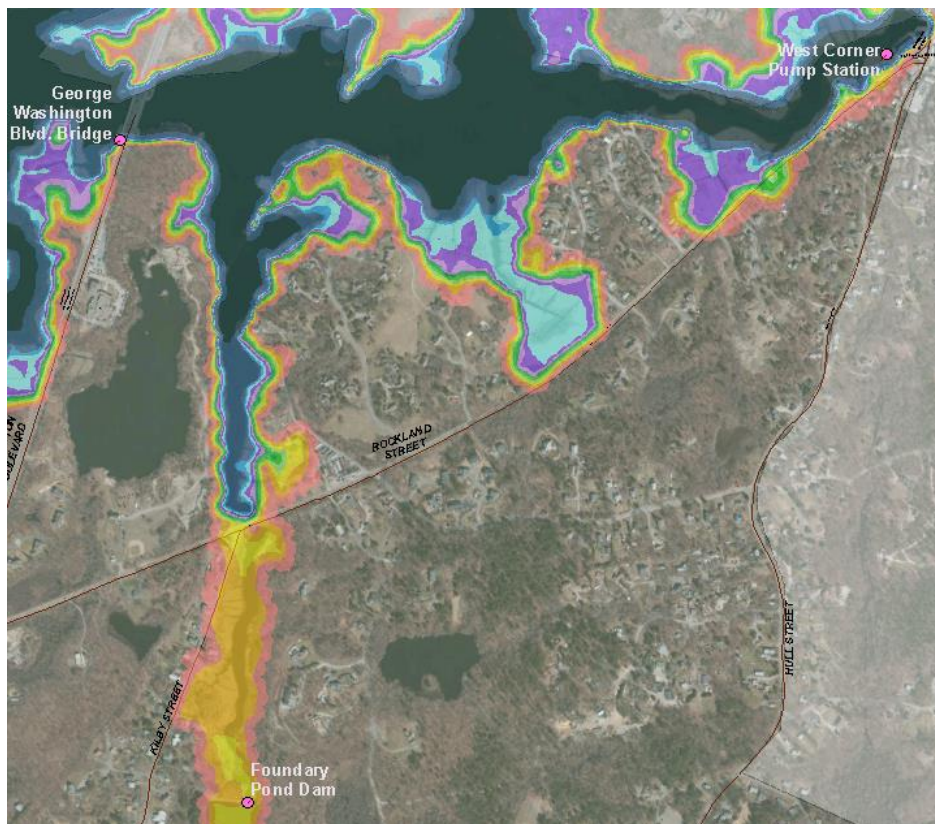 West Corner
Pump Station
George
Washington
Blvd. Bridge
ROCKLAND
STREET
HULL STREET
KILBY STREET
Foundary
Pond Dam